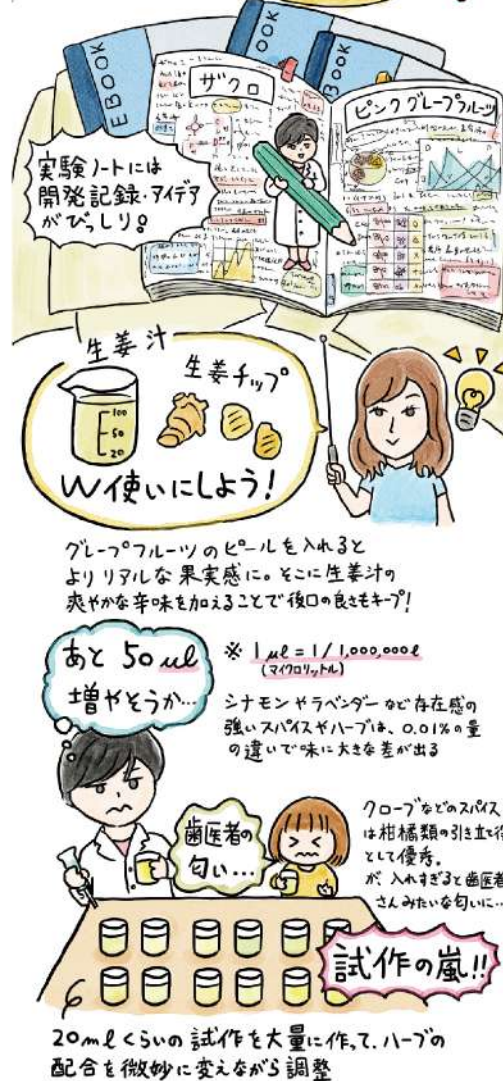 EBOOK
OOK
BOOK
ザクロ
ピンクグレープフルーツ
実験ノートには
開発記録・アイデア
がびっしり。
生姜汁
生姜チップ
100
50
20
W使いにしよう!
グレープフルーツのピールを入れると
よりリアルな果実感に。そこに生姜汁の
爽やかな辛味を加えることで後口の良さもキープ!
あと 50 μl
増やそうか…
※ 1μl=1/1,000,000l
(マイクロリットル)
シナモンやラベンダーなど存在感の
強いスパイスやハーブは、0.01%の量
の違いで味に大きな差が出る
歯医者の
匂い…
クローブなどのスパイス
は柑橘類の引き立て役
として優秀。
が、入れすぎると歯医者
さんみたいな匂いに…
試作の嵐!!
20mlくらいの試作を大量に作って、ハーブの
配合を微妙に変えながら調整